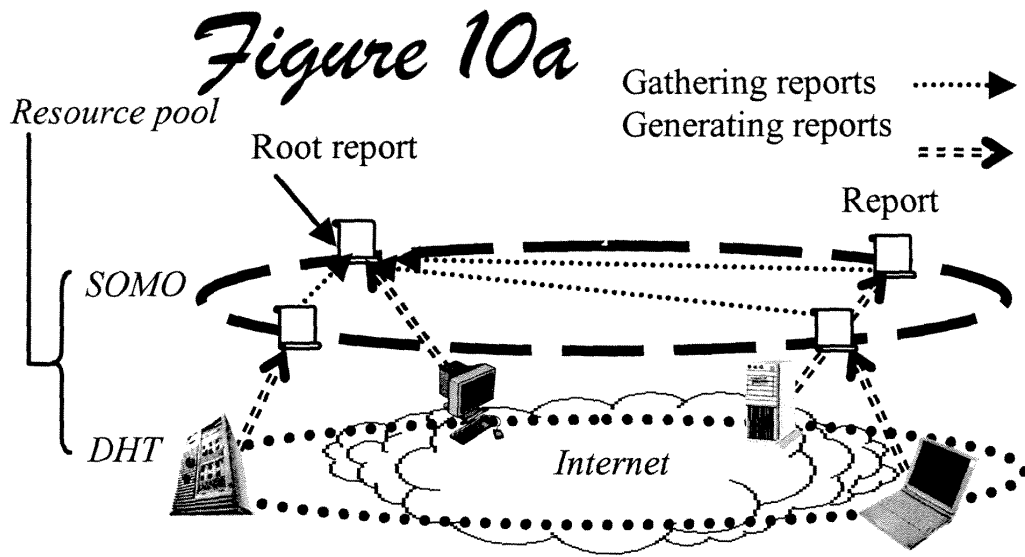 Figure 10a
Resource pool
Gathering reports
Generating reports
Root report
Report
SOMO
DHT
Internet